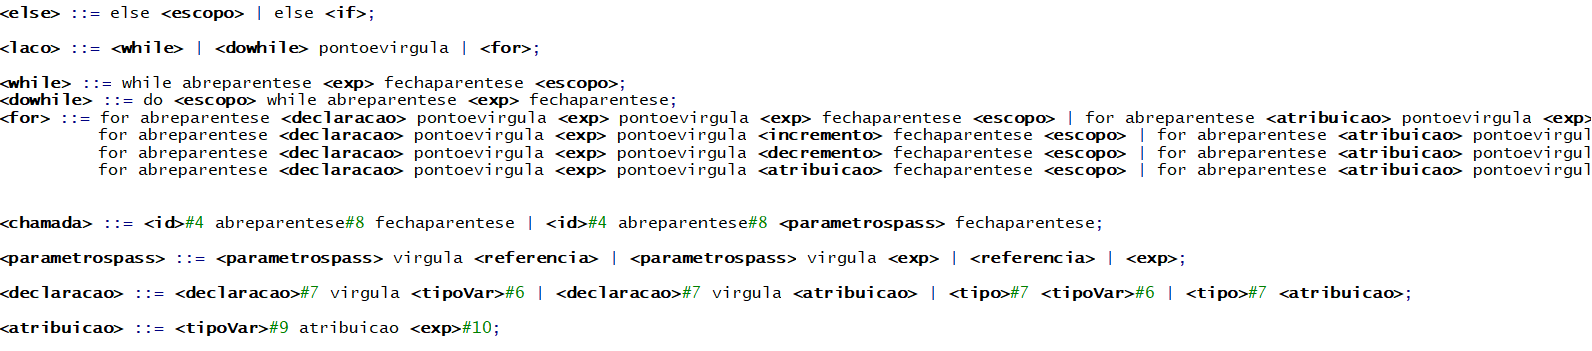 <else> ::= else <escopo> | else <if>;
<laco> ::= <while> | <dowhile> pontoevirgula | <for>;
<while> ::= while abreparentese <exp> fechaparentese <escopo>;
<dowhile> ::= do <escopo> while abreparentese <exp> fechaparentese;
<for> ::= for abreparentese <declaracao> pontoevirgula <exp> pontoevirgula <exp> fechaparentese <escopo> | for abreparentese <atribuicao> pontoevirgula <exp>
for abreparentese <declaracao> pontoevirgula <exp> pontoevirgula <incremento> fechaparentese <escopo> | for abreparentese <atribuicao> pontoevirgul
for abreparentese <declaracao> pontoevirgula <exp> pontoevirgula <decremento> fechaparentese <escopo> | for abreparentese <atribuicao> pontoevirgul
for abreparentese <declaracao> pontoevirgula <exp> pontoevirgula <atribuicao> fechaparentese <escopo> | for abreparentese <atribuicao> pontoevirgul
<chamada> ::= <id>#4 abreparentese#8 fechaparentese | <id>#4 abreparentese#8 <parametrospass> fechaparentese;
<parametrospass> ::= <parametrospass> virgula <referencia> | <parametrospass> virgula <exp> | <referencia> | <exp>;
<declaracao> ::= <declaracao>#7 virgula <tipoVar>#6 | <declaracao>#7 virgula <atribuicao> | <tipo>#7 <tipoVar>#6 | <tipo>#7 <atribuicao>;
<atribuicao> ::= <tipoVar>#9 atribuicao <exp>#10;